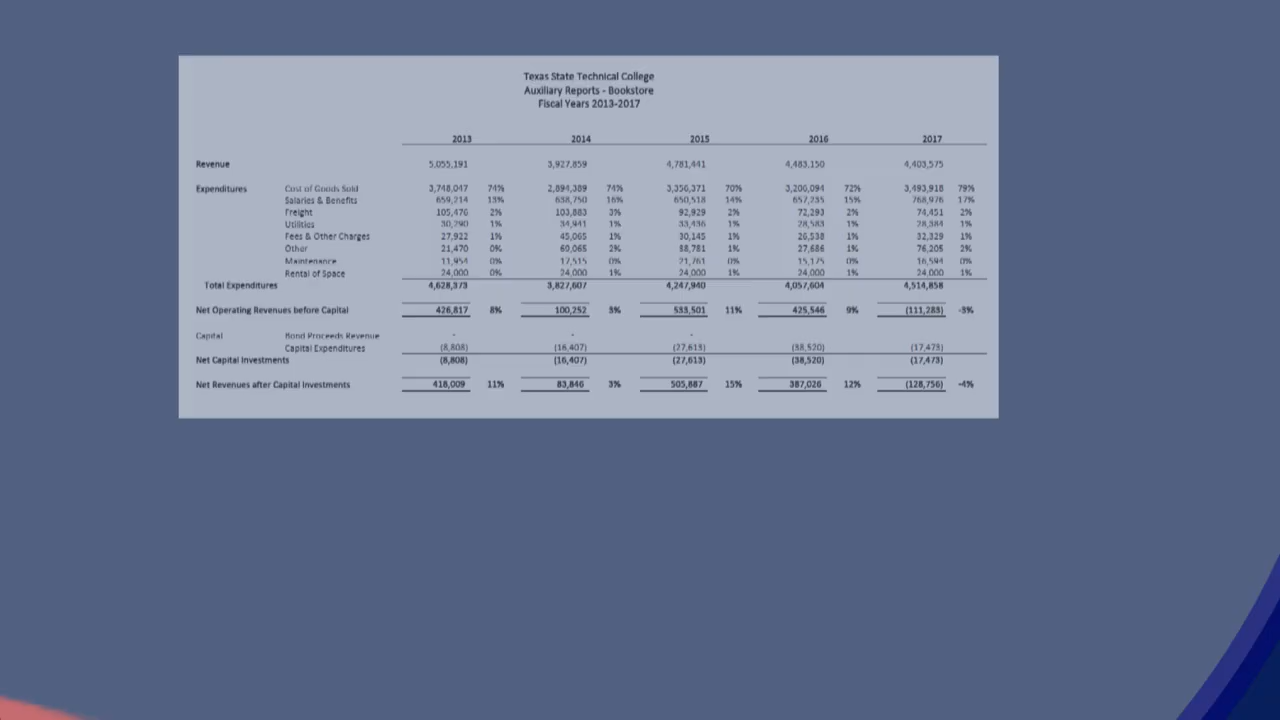 Texas State Technical College
Auxiliary Reports - Bookstore
Fiscal Years 2013-2017
2013 2014 2015 2016 2017
Revenue 5,055,191 3,927,859 4,781,441 4,483,150 4,403,575
Expenditures Cost of Goods Sold 3,748,047 74% 2,894,389 74% 3,356,371 70% 3,206,094 72% 3,493,918 79%
Salaries & Benefits 659,214 13% 638,750 16% 650,518 14% 657,235 15% 768,976 17%
Freight 105,476 2% 103,883 3% 92,929 2% 72,293 2% 74,451 2%
Utilities 30,290 1% 34,941 1% 33,436 1% 28,583 1% 28,384 1%
Fees & Other Charges 27,922 1% 45,065 1% 30,145 1% 26,538 1% 32,329 1%
Other 21,470 0% 69,065 2% 38,781 1% 27,686 1% 76,205 2%
Maintenance 11,954 0% 17,515 0% 21,761 0% 15,175 0% 16,594 0%
Rental of Space 24,000 0% 24,000 1% 24,000 1% 24,000 1% 24,000 1%
Total Expenditures 4,628,373 3,827,607 4,247,940 4,057,604 4,514,858
Net Operating Revenues before Capital 426,817 8% 100,252 3% 533,501 11% 425,546 9% (111,283) -3%
Capital Bond Proceeds Revenue - - -
Capital Expenditures (8,808) (16,407) (27,613) (38,520) (17,473)
Net Capital Investments (8,808) (16,407) (27,613) (38,520) (17,473)
Net Revenues after Capital Investments 418,009 11% 83,846 3% 505,887 15% 387,026 12% (128,756) -4%